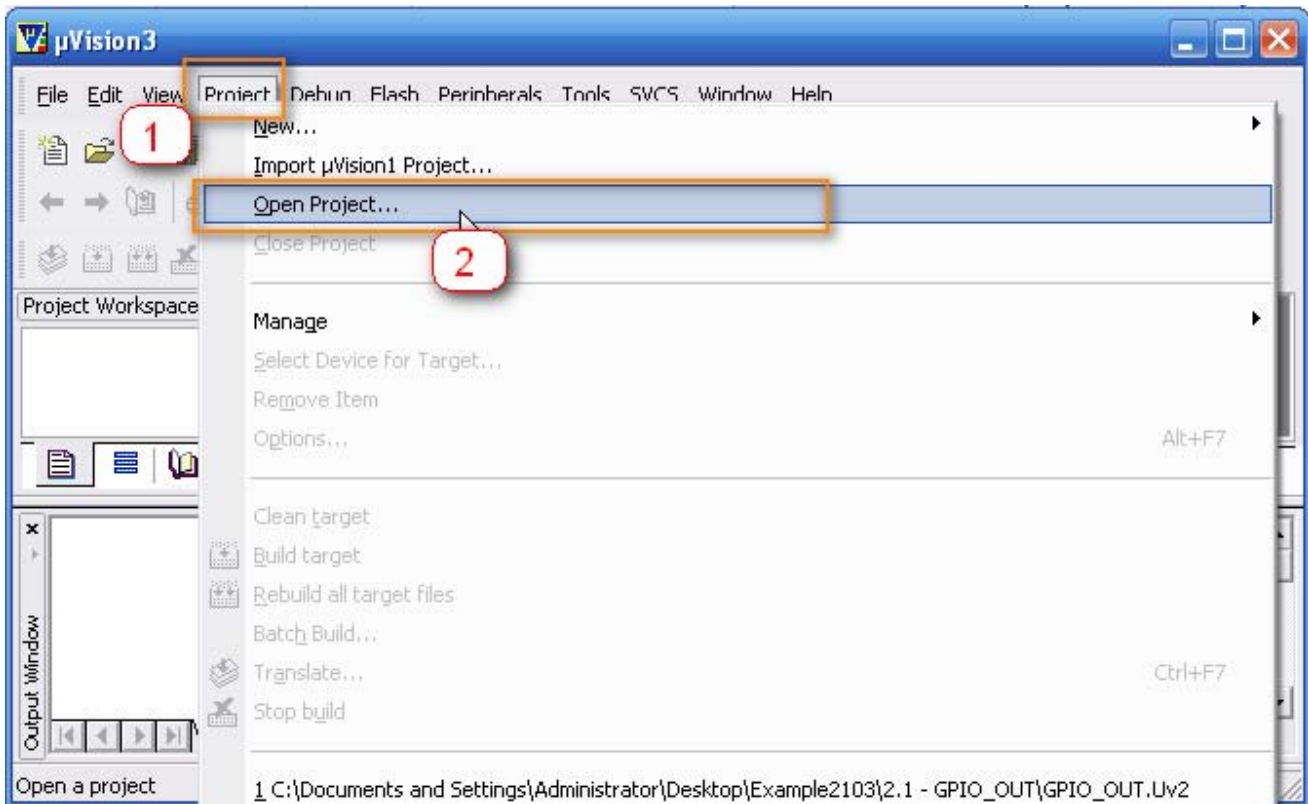 µVision3
File Edit View Project Debug Flash Peripherals Tools SVCS Window Help
1
New...
Import µVision1 Project...
Open Project...
2
Close Project
Project Workspace
Manage
Select Device for Target...
Remove Item
Options... Alt+F7
Clean target
Build target
Rebuild all target files
Batch Build...
Translate... Ctrl+F7
Stop build
Output Window
Open a project
1 C:\Documents and Settings\Administrator\Desktop\Example2103\2.1 - GPIO_OUT\GPIO_OUT.Uv2